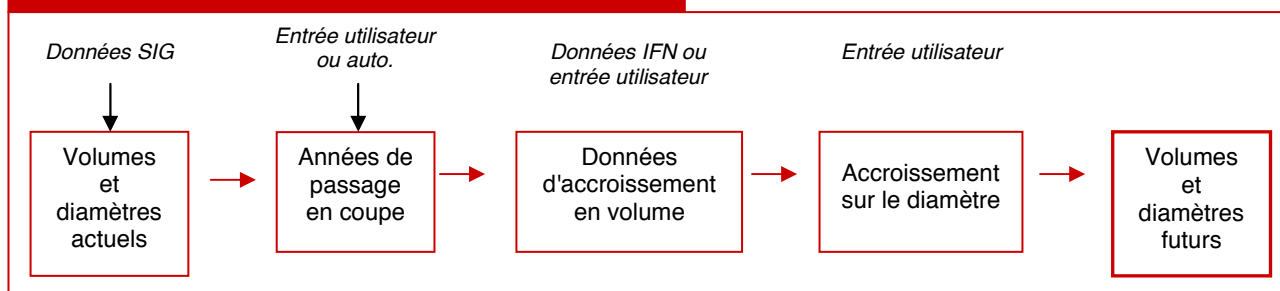 Données SIG
Entrée utilisateur
ou auto.
Données IFN ou
entrée utilisateur
Entrée utilisateur
Volumes
et
diamètres
actuels
Années de
passage
en coupe
Données
d'accroissement
en volume
Accroissement
sur le diamètre
Volumes
et
diamètres
futurs